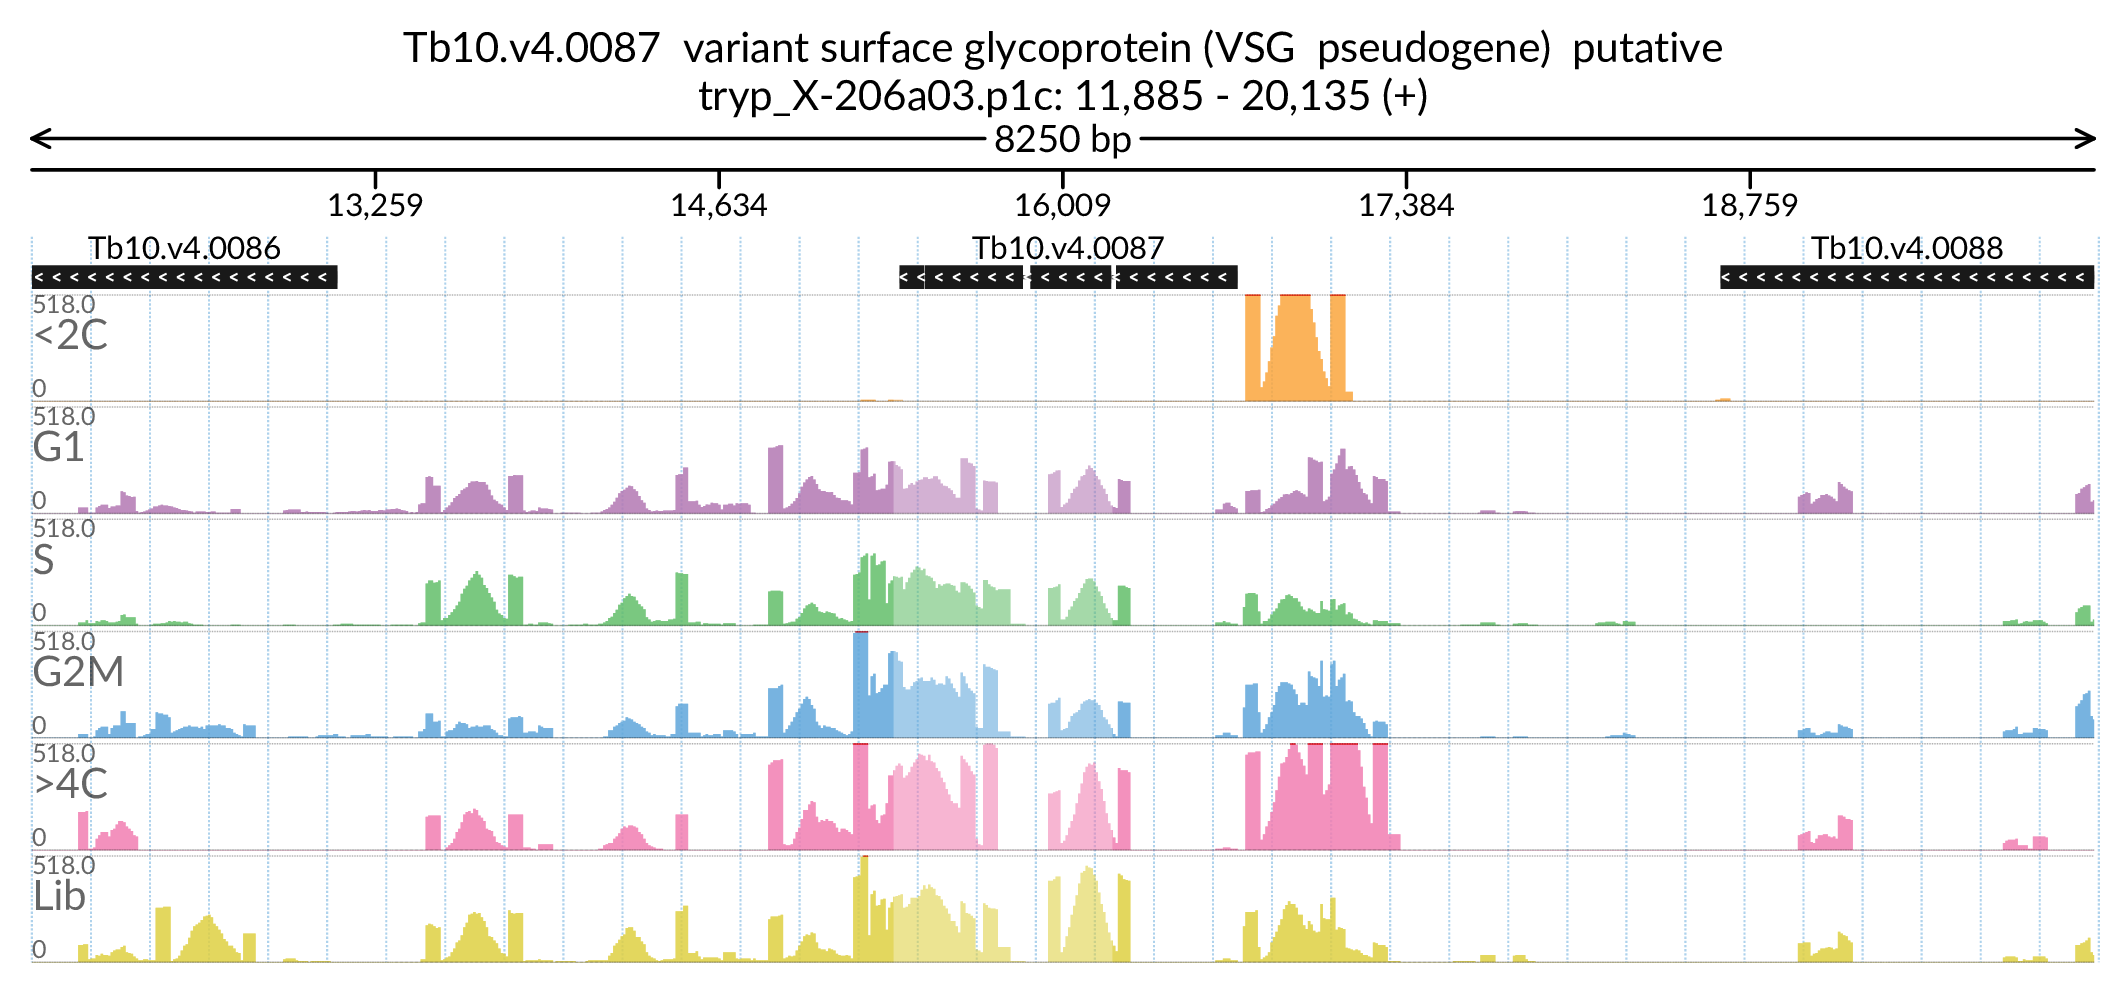 Tb10.v4.0087  variant surface glycoprotein (VSG  pseudogene)  putative
tryp_X-206a03.p1c: 11,885 - 20,135 (+)
8250 bp
13,259 14,634 16,009 17,384 18,759
Tb10.v4.0086 Tb10.v4.0087 Tb10.v4.0088
518.0
<2C
0
518.0
G1
0
518.0
S
0
518.0
G2M
0
518.0
>4C
0
518.0
Lib
0